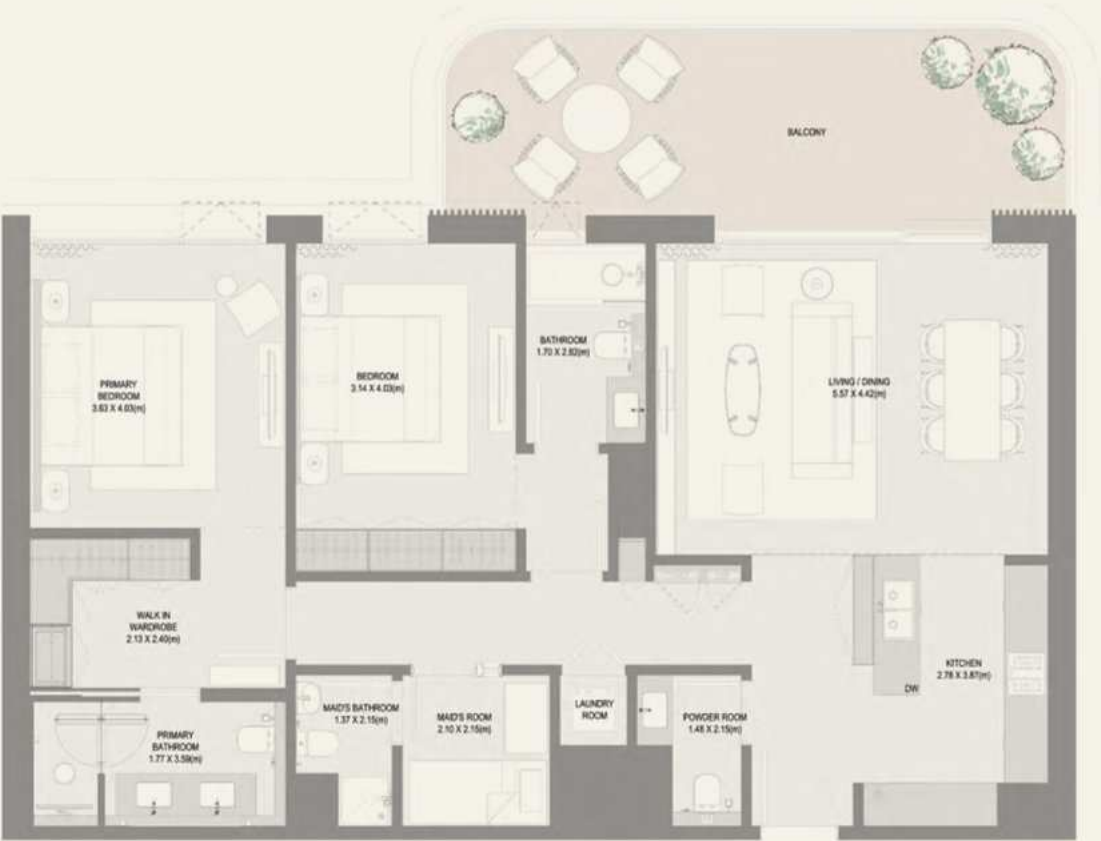 BALCONY
PRIMARY
BEDROOM
3.63 X 4.03(m)
BEDROOM
3.14 X 4.03(m)
BATHROOM
1.70 X 2.62(m)
LIVING / DINING
5.57 X 4.42(m)
WALK IN
WARDROBE
2.13 X 2.40(m)
KITCHEN
2.78 X 3.87(m)
DW
MAID'S BATHROOM
1.37 X 2.15(m)
MAID'S ROOM
2.10 X 2.15(m)
LAUNDRY
ROOM
POWDER ROOM
1.48 X 2.15(m)
PRIMARY
BATHROOM
1.77 X 3.59(m)